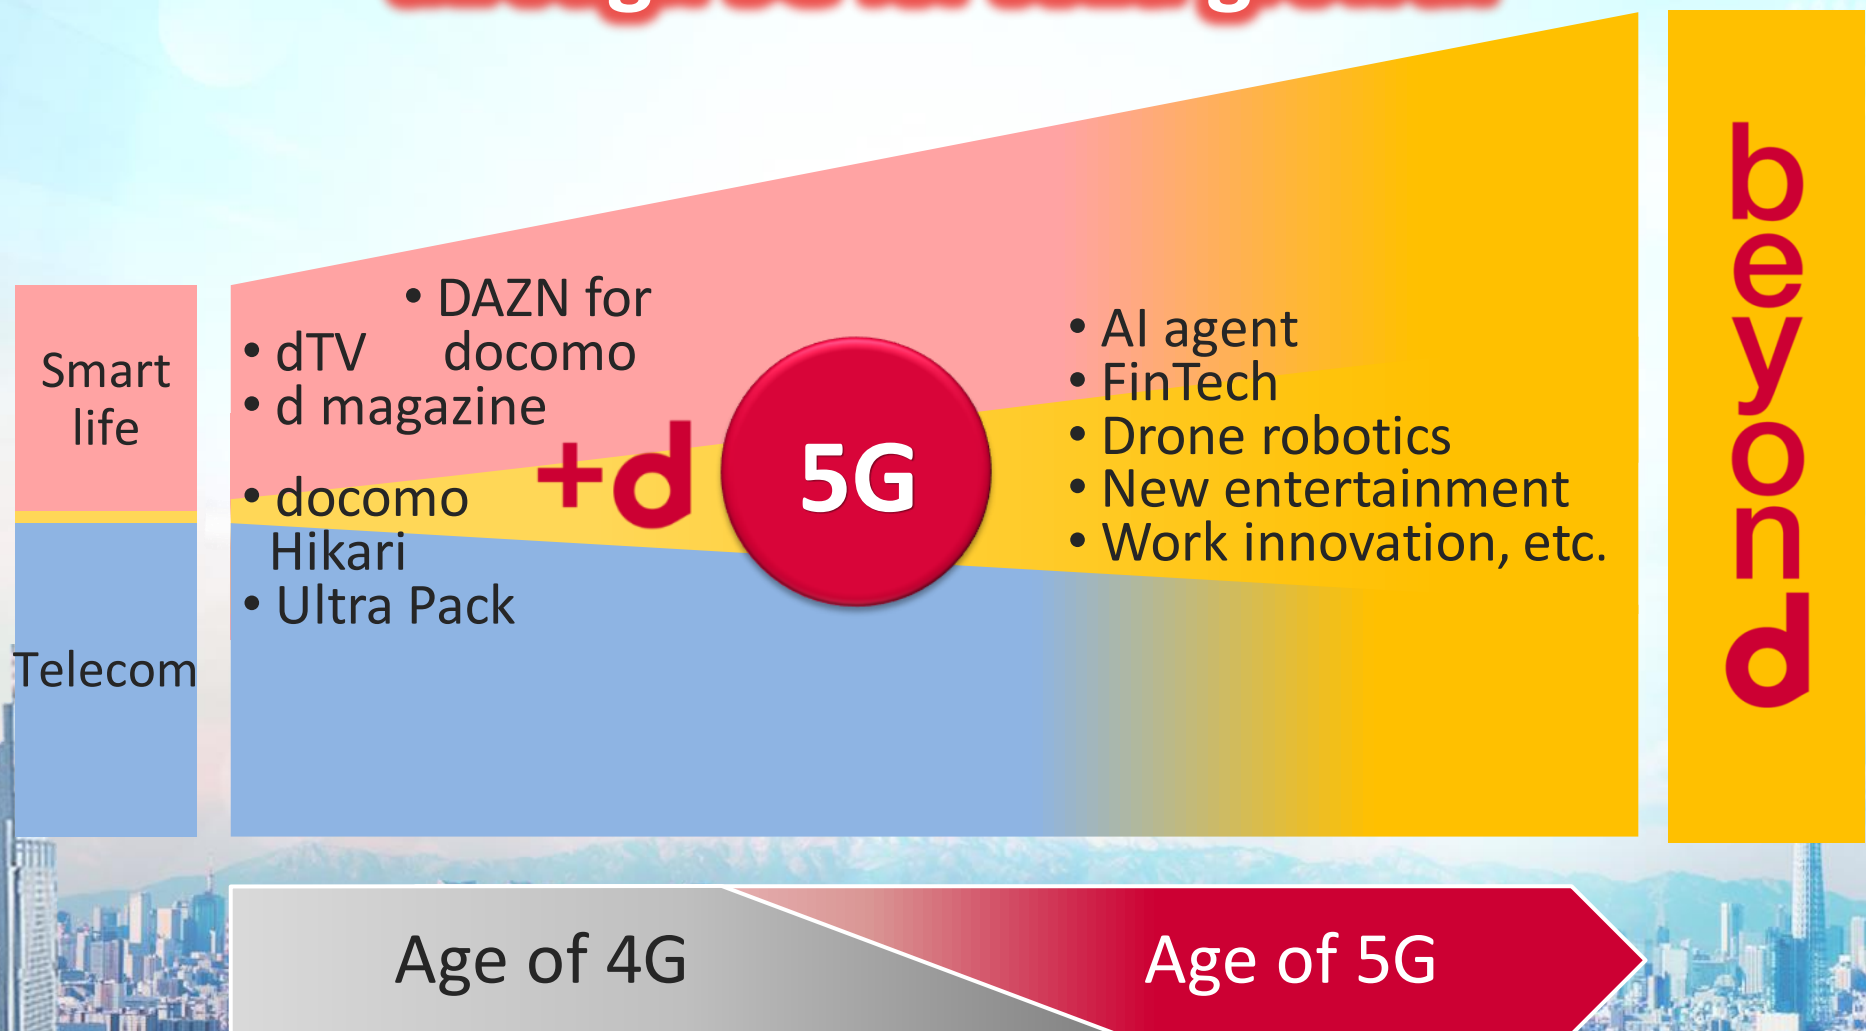 Smart
life
Telecom
• DAZN for
docomo
• dTV
• d magazine
• docomo
Hikari
• Ultra Pack
+d
5G
• AI agent
• FinTech
• Drone robotics
• New entertainment
• Work innovation, etc.
beyond
Age of 4G
Age of 5G